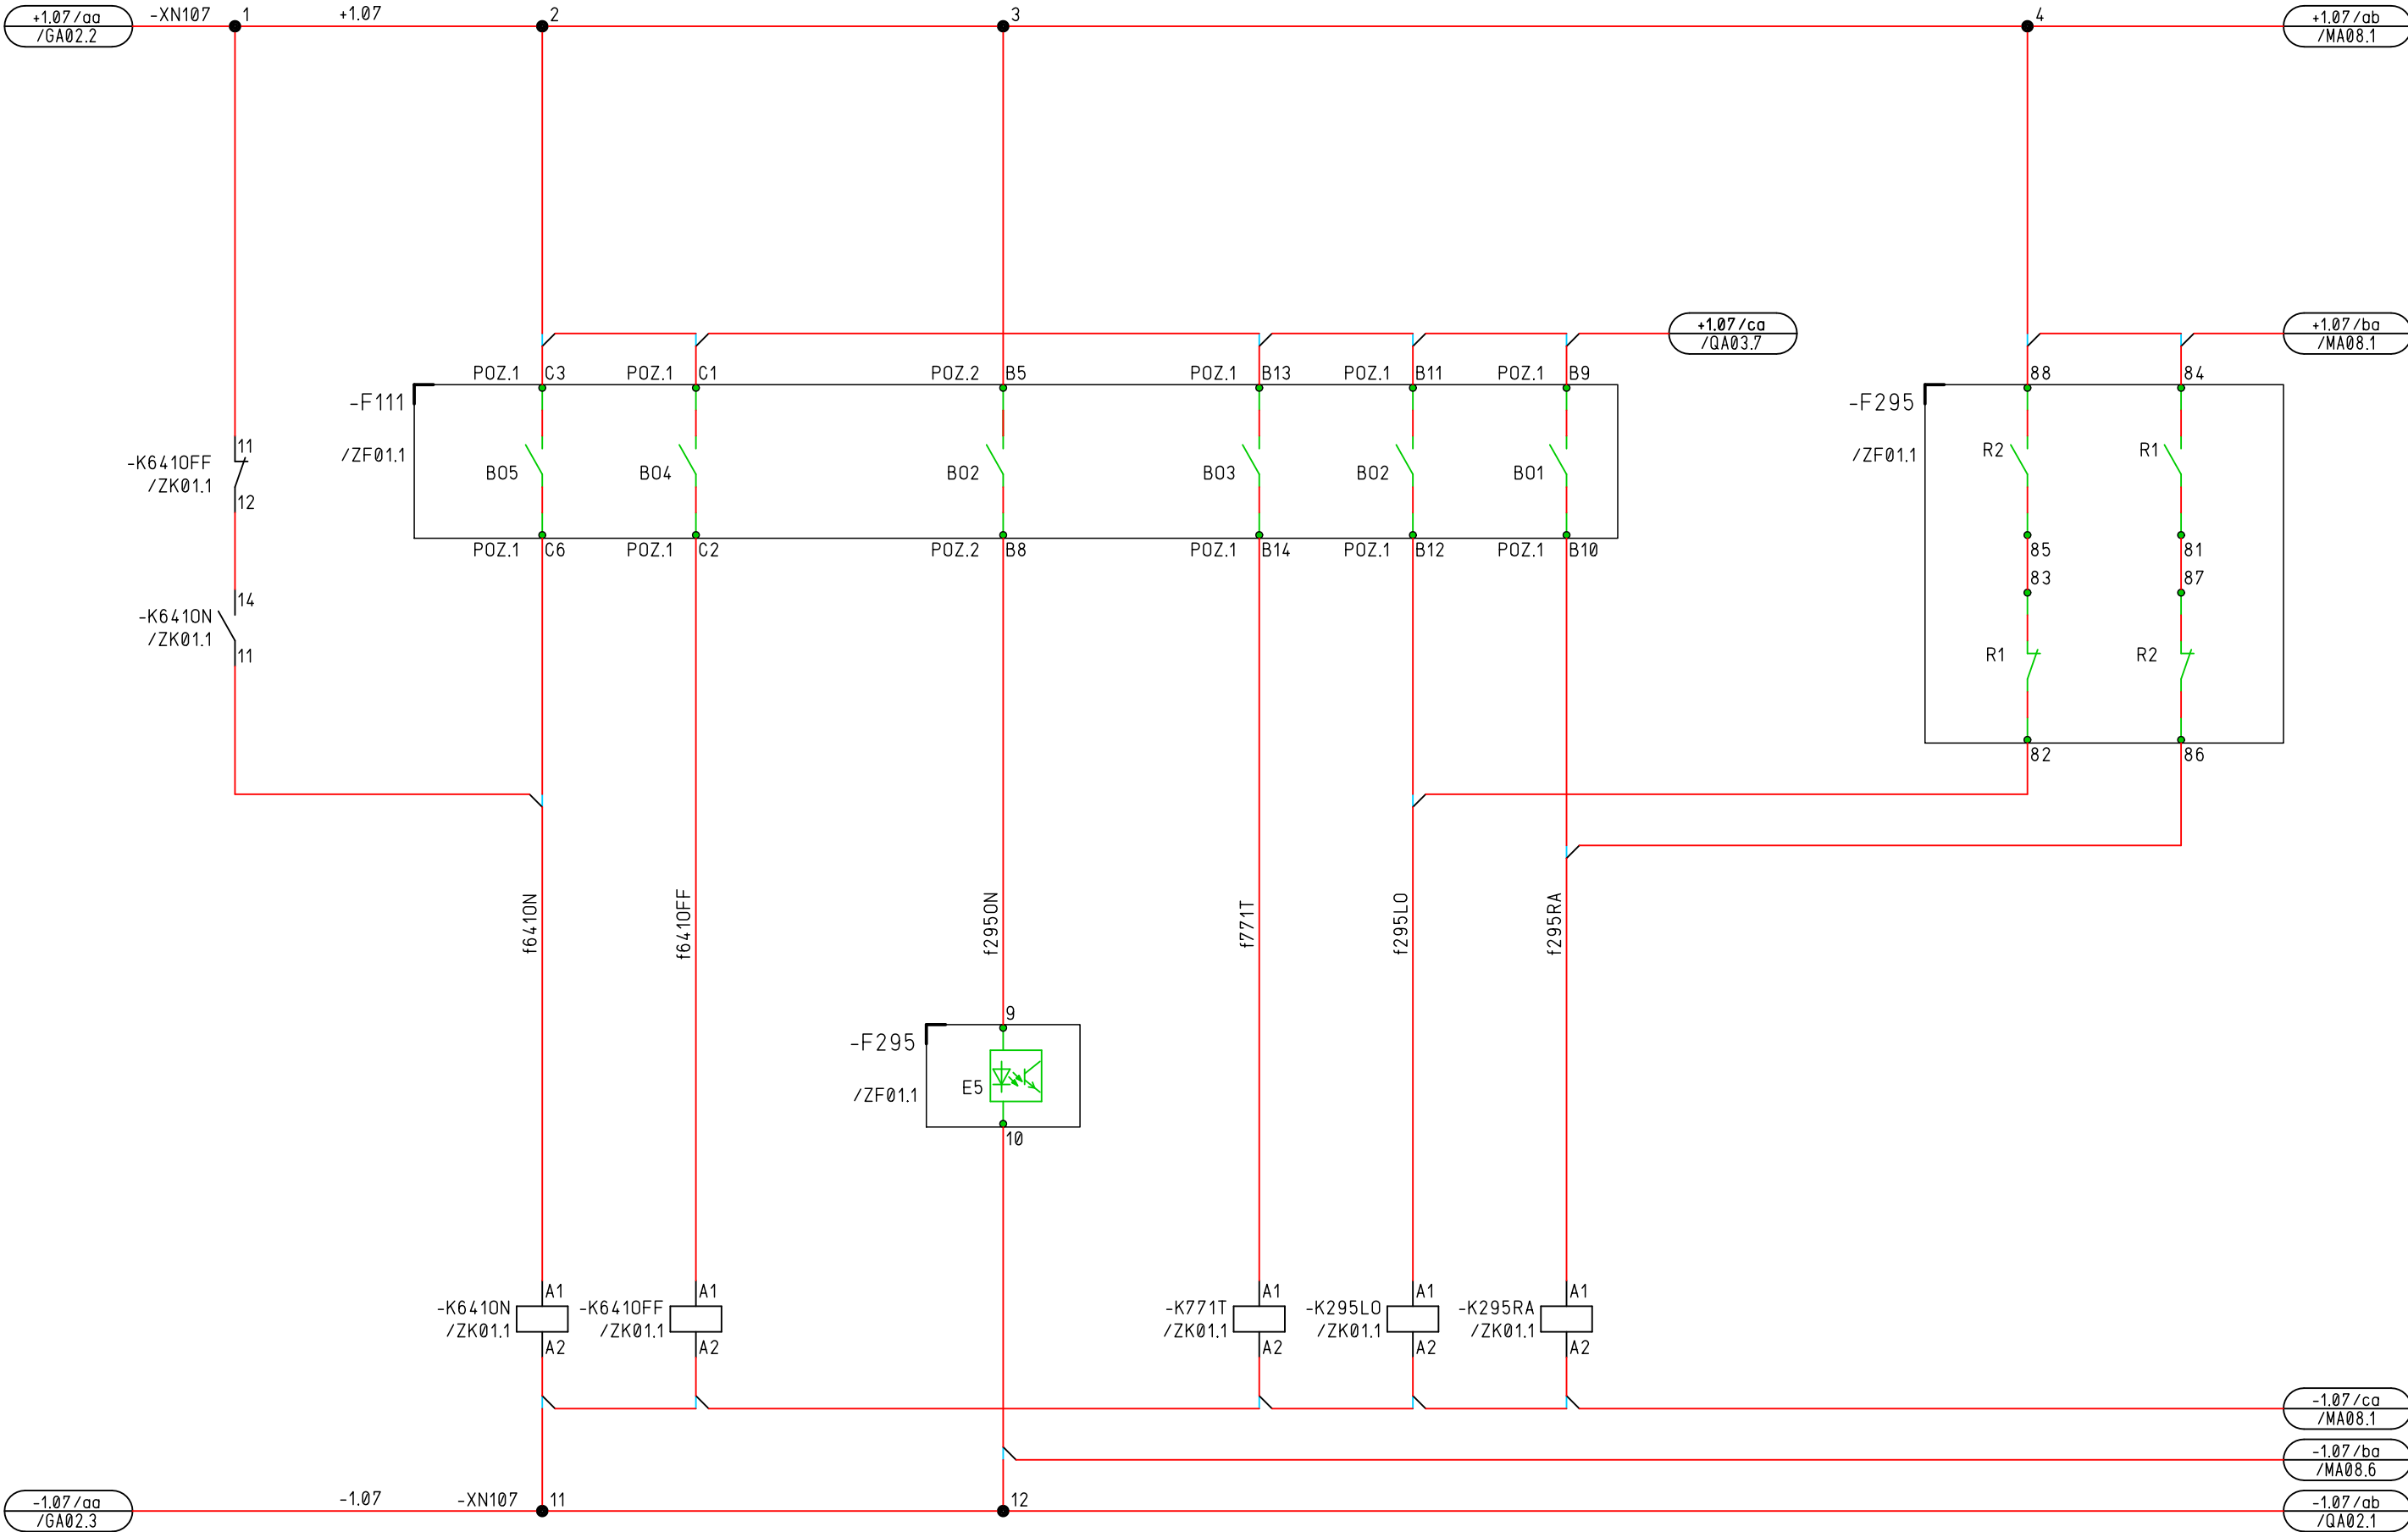 +1.07/aa
/GA02.2
-XN107
1
+1.07
2
3
4
+1.07/ab
/MA08.1
+1.07/ca
/QA03.7
+1.07/ba
/MA08.1
POZ.1 C3
POZ.1 C1
POZ.2 B5
POZ.1 B13
POZ.1 B11
POZ.1 B9
88
84
-F111
/ZF01.1
BO5
BO4
BO2
BO3
BO2
BO1
-F295
/ZF01.1
R2
R1
11
-K641OFF
/ZK01.1
12
POZ.1 C6
POZ.1 C2
POZ.2 B8
POZ.1 B14
POZ.1 B12
POZ.1 B10
85
81
83
87
14
-K641ON
/ZK01.1
11
R1
R2
82
86
f641ON
f641OFF
f295ON
f771T
f295LO
f295RA
9
-F295
/ZF01.1
E5
10
A1
-K641ON
/ZK01.1
A2
A1
-K641OFF
/ZK01.1
A2
A1
-K771T
/ZK01.1
A2
A1
-K295LO
/ZK01.1
A2
A1
-K295RA
/ZK01.1
A2
-1.07/ca
/MA08.1
-1.07/ba
/MA08.6
-1.07/aa
/GA02.3
-1.07
-XN107
11
12
-1.07/ab
/QA02.1